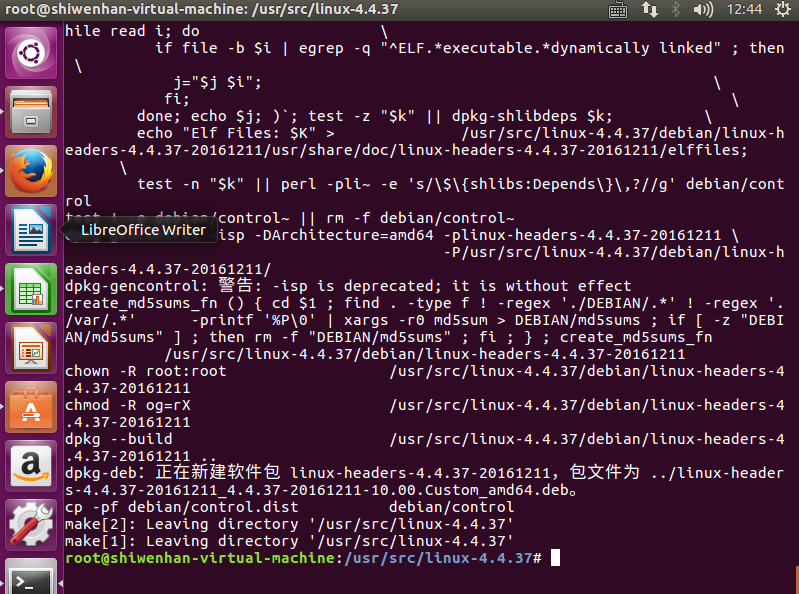 root@shiwenhan-virtual-machine: /usr/src/linux-4.4.37
12:44
hile read i; do \
if file -b $i | egrep -q "^ELF.*executable.*dynamically linked" ; then
\
j="$j $i"; \
fi; \
done; echo $j; )`; test -z "$k" || dpkg-shlibdeps $k; \
echo "Elf Files: $K" > /usr/src/linux-4.4.37/debian/linux-h
eaders-4.4.37-20161211/usr/share/doc/linux-headers-4.4.37-20161211/elffiles;
\
test -n "$k" || perl -pli~ -e 's/\$\{shlibs:Depends\}\,?//g' debian/cont
rol
/control~ || rm -f debian/control~
LibreOffice Writer
isp -DArchitecture=amd64 -plinux-headers-4.4.37-20161211 \
-P/usr/src/linux-4.4.37/debian/linux-h
eaders-4.4.37-20161211/
dpkg-gencontrol: 警告: -isp is deprecated; it is without effect
create_md5sums_fn () { cd $1 ; find . -type f ! -regex './DEBIAN/.*' ! -regex '.
/var/.*' -printf '%P\0' | xargs -r0 md5sum > DEBIAN/md5sums ; if [ -z "DEBI
AN/md5sums" ] ; then rm -f "DEBIAN/md5sums" ; fi ; } ; create_md5sums_fn
/usr/src/linux-4.4.37/debian/linux-headers-4.4.37-20161211
chown -R root:root /usr/src/linux-4.4.37/debian/linux-headers-4
.4.37-20161211
chmod -R og=rX /usr/src/linux-4.4.37/debian/linux-headers-4
.4.37-20161211
dpkg --build /usr/src/linux-4.4.37/debian/linux-headers-4
.4.37-20161211 ..
dpkg-deb: 正在新建软件包 linux-headers-4.4.37-20161211，包文件为 ../linux-header
s-4.4.37-20161211_4.4.37-20161211-10.00.Custom_amd64.deb。
cp -pf debian/control.dist debian/control
make[2]: Leaving directory '/usr/src/linux-4.4.37'
make[1]: Leaving directory '/usr/src/linux-4.4.37'
root@shiwenhan-virtual-machine:/usr/src/linux-4.4.37#